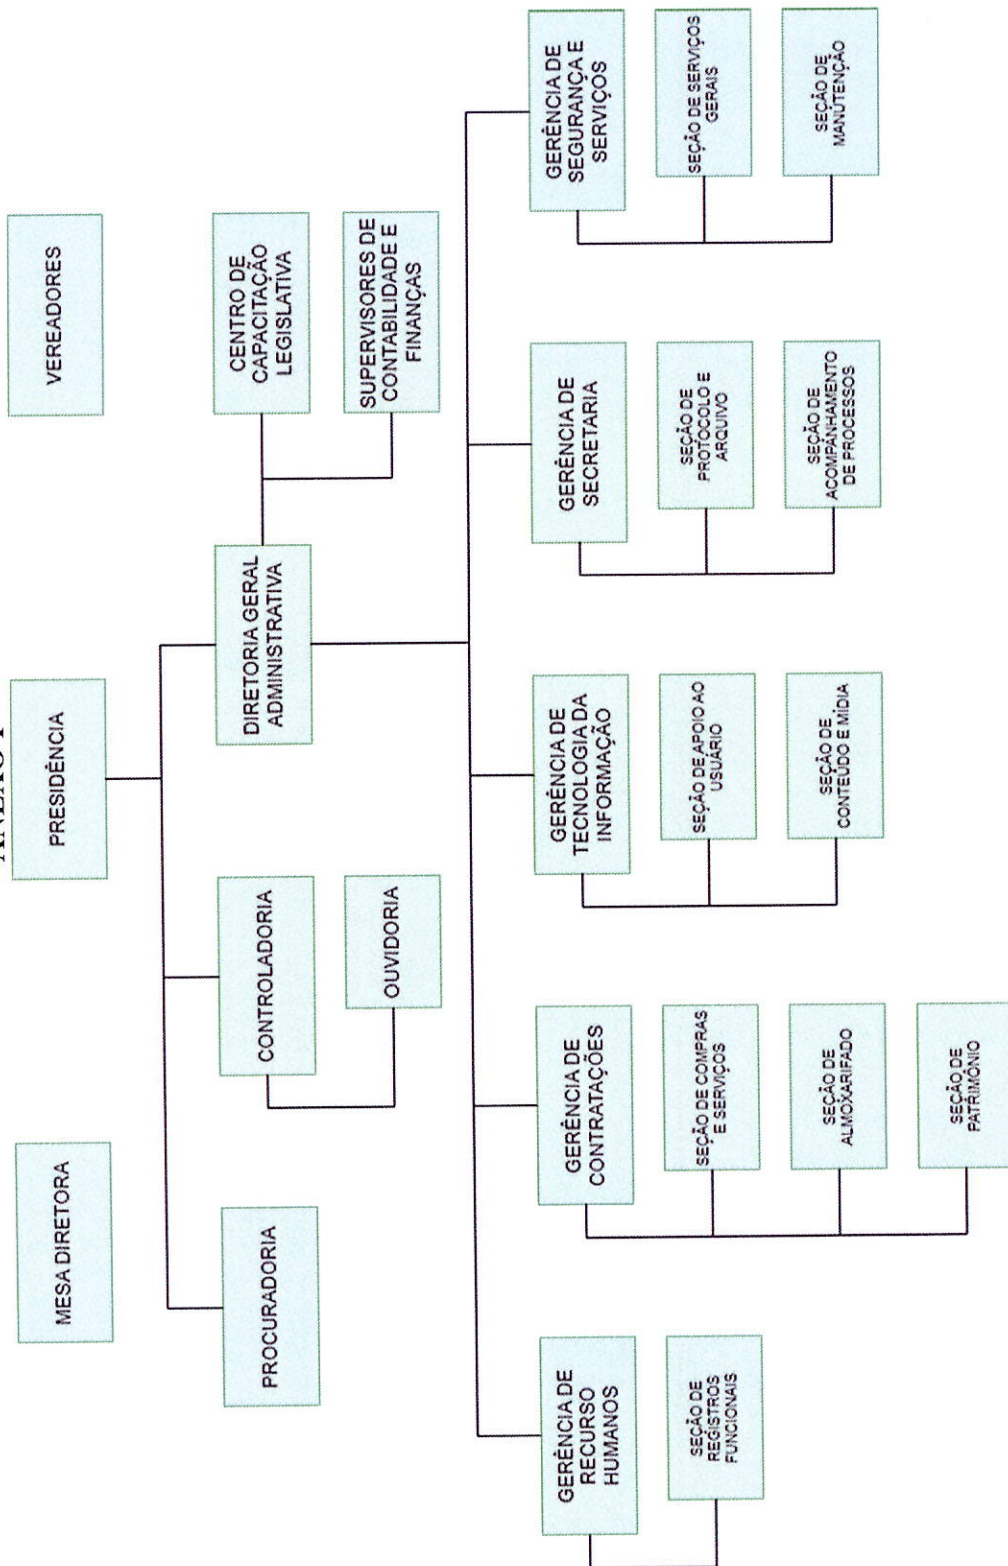 ANEXO I
MESA DIRETORA
PRESIDÊNCIA
VEREADORES
PROCURADORIA
CONTROLADORIA
OUVIDORIA
DIRETORIA GERAL
ADMINISTRATIVA
CENTRO DE
CAPACITAÇÃO
LEGISLATIVA
SUPERVISORES DE
CONTABILIDADE E
FINANÇAS
GERÊNCIA DE
RECURSO
HUMANOS
SEÇÃO DE
REGISTROS
FUNCIONAIS
GERÊNCIA DE
CONTRATAÇÕES
SEÇÃO DE COMPRAS
E SERVIÇOS
SEÇÃO DE
ALMOXARIFADO
SEÇÃO DE
PATRIMÔNIO
GERÊNCIA DE
TECNOLOGIA DA
INFORMAÇÃO
SEÇÃO DE APOIO AO
USUÁRIO
SEÇÃO DE
CONTEÚDO E MÍDIA
GERÊNCIA DE
SECRETARIA
SEÇÃO DE
PROTOCOLO E
ARQUIVO
SEÇÃO DE
ACOMPANHAMENTO
DE PROCESSOS
GERÊNCIA DE
SEGURANÇA E
SERVIÇOS
SEÇÃO DE SERVIÇOS
GERAIS
SEÇÃO DE
MANUTENÇÃO